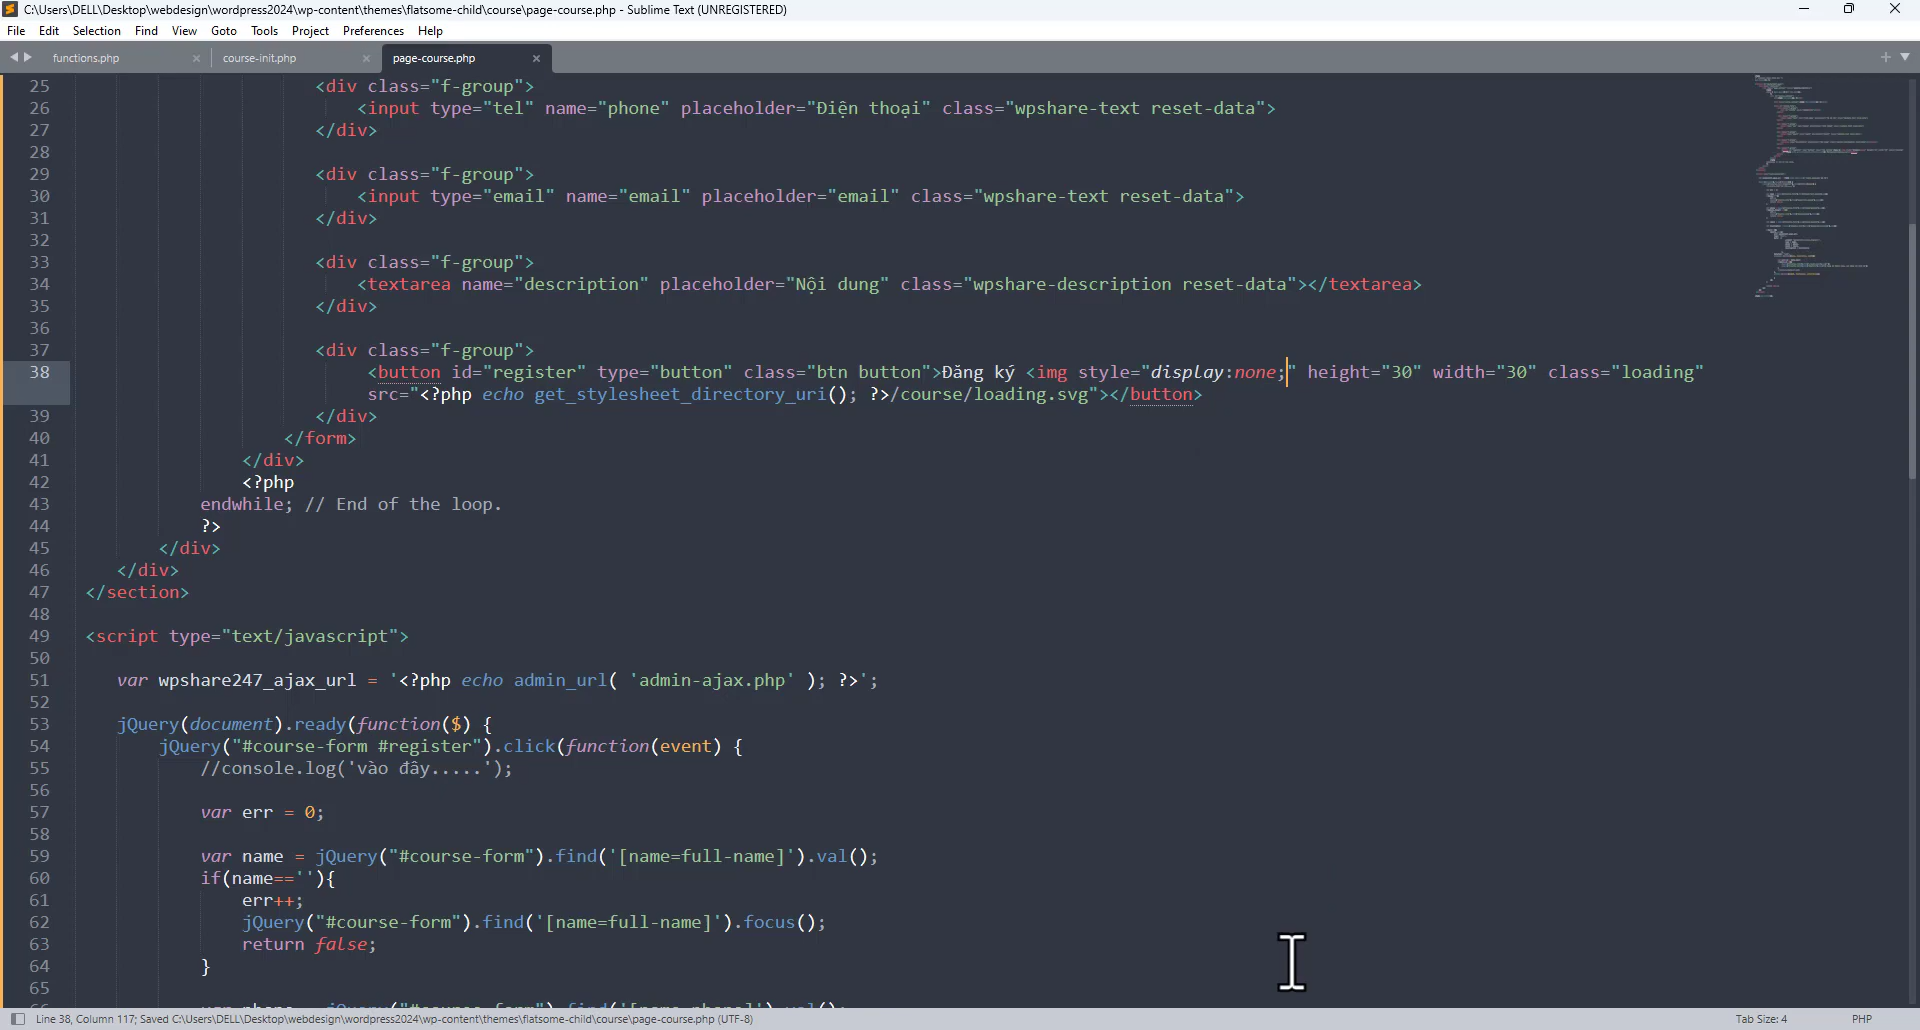 C:\Users\DELL\Desktop\webdesign\wordpress2024\wp-content\themes\flatsome-child\course\page-course.php - Sublime Text (UNREGISTERED)
File Edit Selection Find View Goto Tools Project Preferences Help
functions.php course-init.php page-course.php
25 <div class="f-group">
26 <input type="tel" name="phone" placeholder="Điện thoại" class="wpshare-text reset-data">
27 </div>
28
29 <div class="f-group">
30 <input type="email" name="email" placeholder="email" class="wpshare-text reset-data">
31 </div>
32
33 <div class="f-group">
34 <textarea name="description" placeholder="Nội dung" class="wpshare-description reset-data"></textarea>
35 </div>
36
37 <div class="f-group">
38 <button id="register" type="button" class="btn button">Đăng ký <img style="display:none;" height="30" width="30" class="loading"
src="<?php echo get_stylesheet_directory_uri(); ?>/course/loading.svg"></button>
39 </div>
40 </form>
41 </div>
42 <?php
43 endwhile; // End of the loop.
44 ?>
45 </div>
46 </div>
47 </section>
48
49 <script type="text/javascript">
50
51 var wpshare247_ajax_url = '<?php echo admin_url( 'admin-ajax.php' ); ?>';
52
53 jQuery(document).ready(function($) {
54 jQuery("#course-form #register").click(function(event) {
55 //console.log('vào đây.....');
56
57 var err = 0;
58
59 var name = jQuery("#course-form").find('[name=full-name]').val();
60 if(name==''){
61 err++;
62 jQuery("#course-form").find('[name=full-name]').focus();
63 return false;
64 }
65
Line 38, Column 117; Saved C:\Users\DELL\Desktop\webdesign\wordpress2024\wp-content\themes\flatsome-child\course\page-course.php (UTF-8) Tab Size: 4 PHP